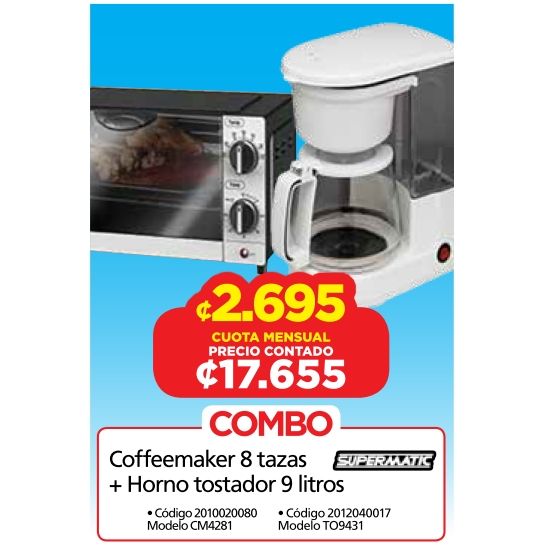 ¢2.695
CUOTA MENSUAL
PRECIO CONTADO
¢17.655
COMBO
Coffeemaker 8 tazas
SUPERMATIC
+ Horno tostador 9 litros
• Código 2010020080
Modelo CM4281
• Código 2012040017
Modelo TO9431